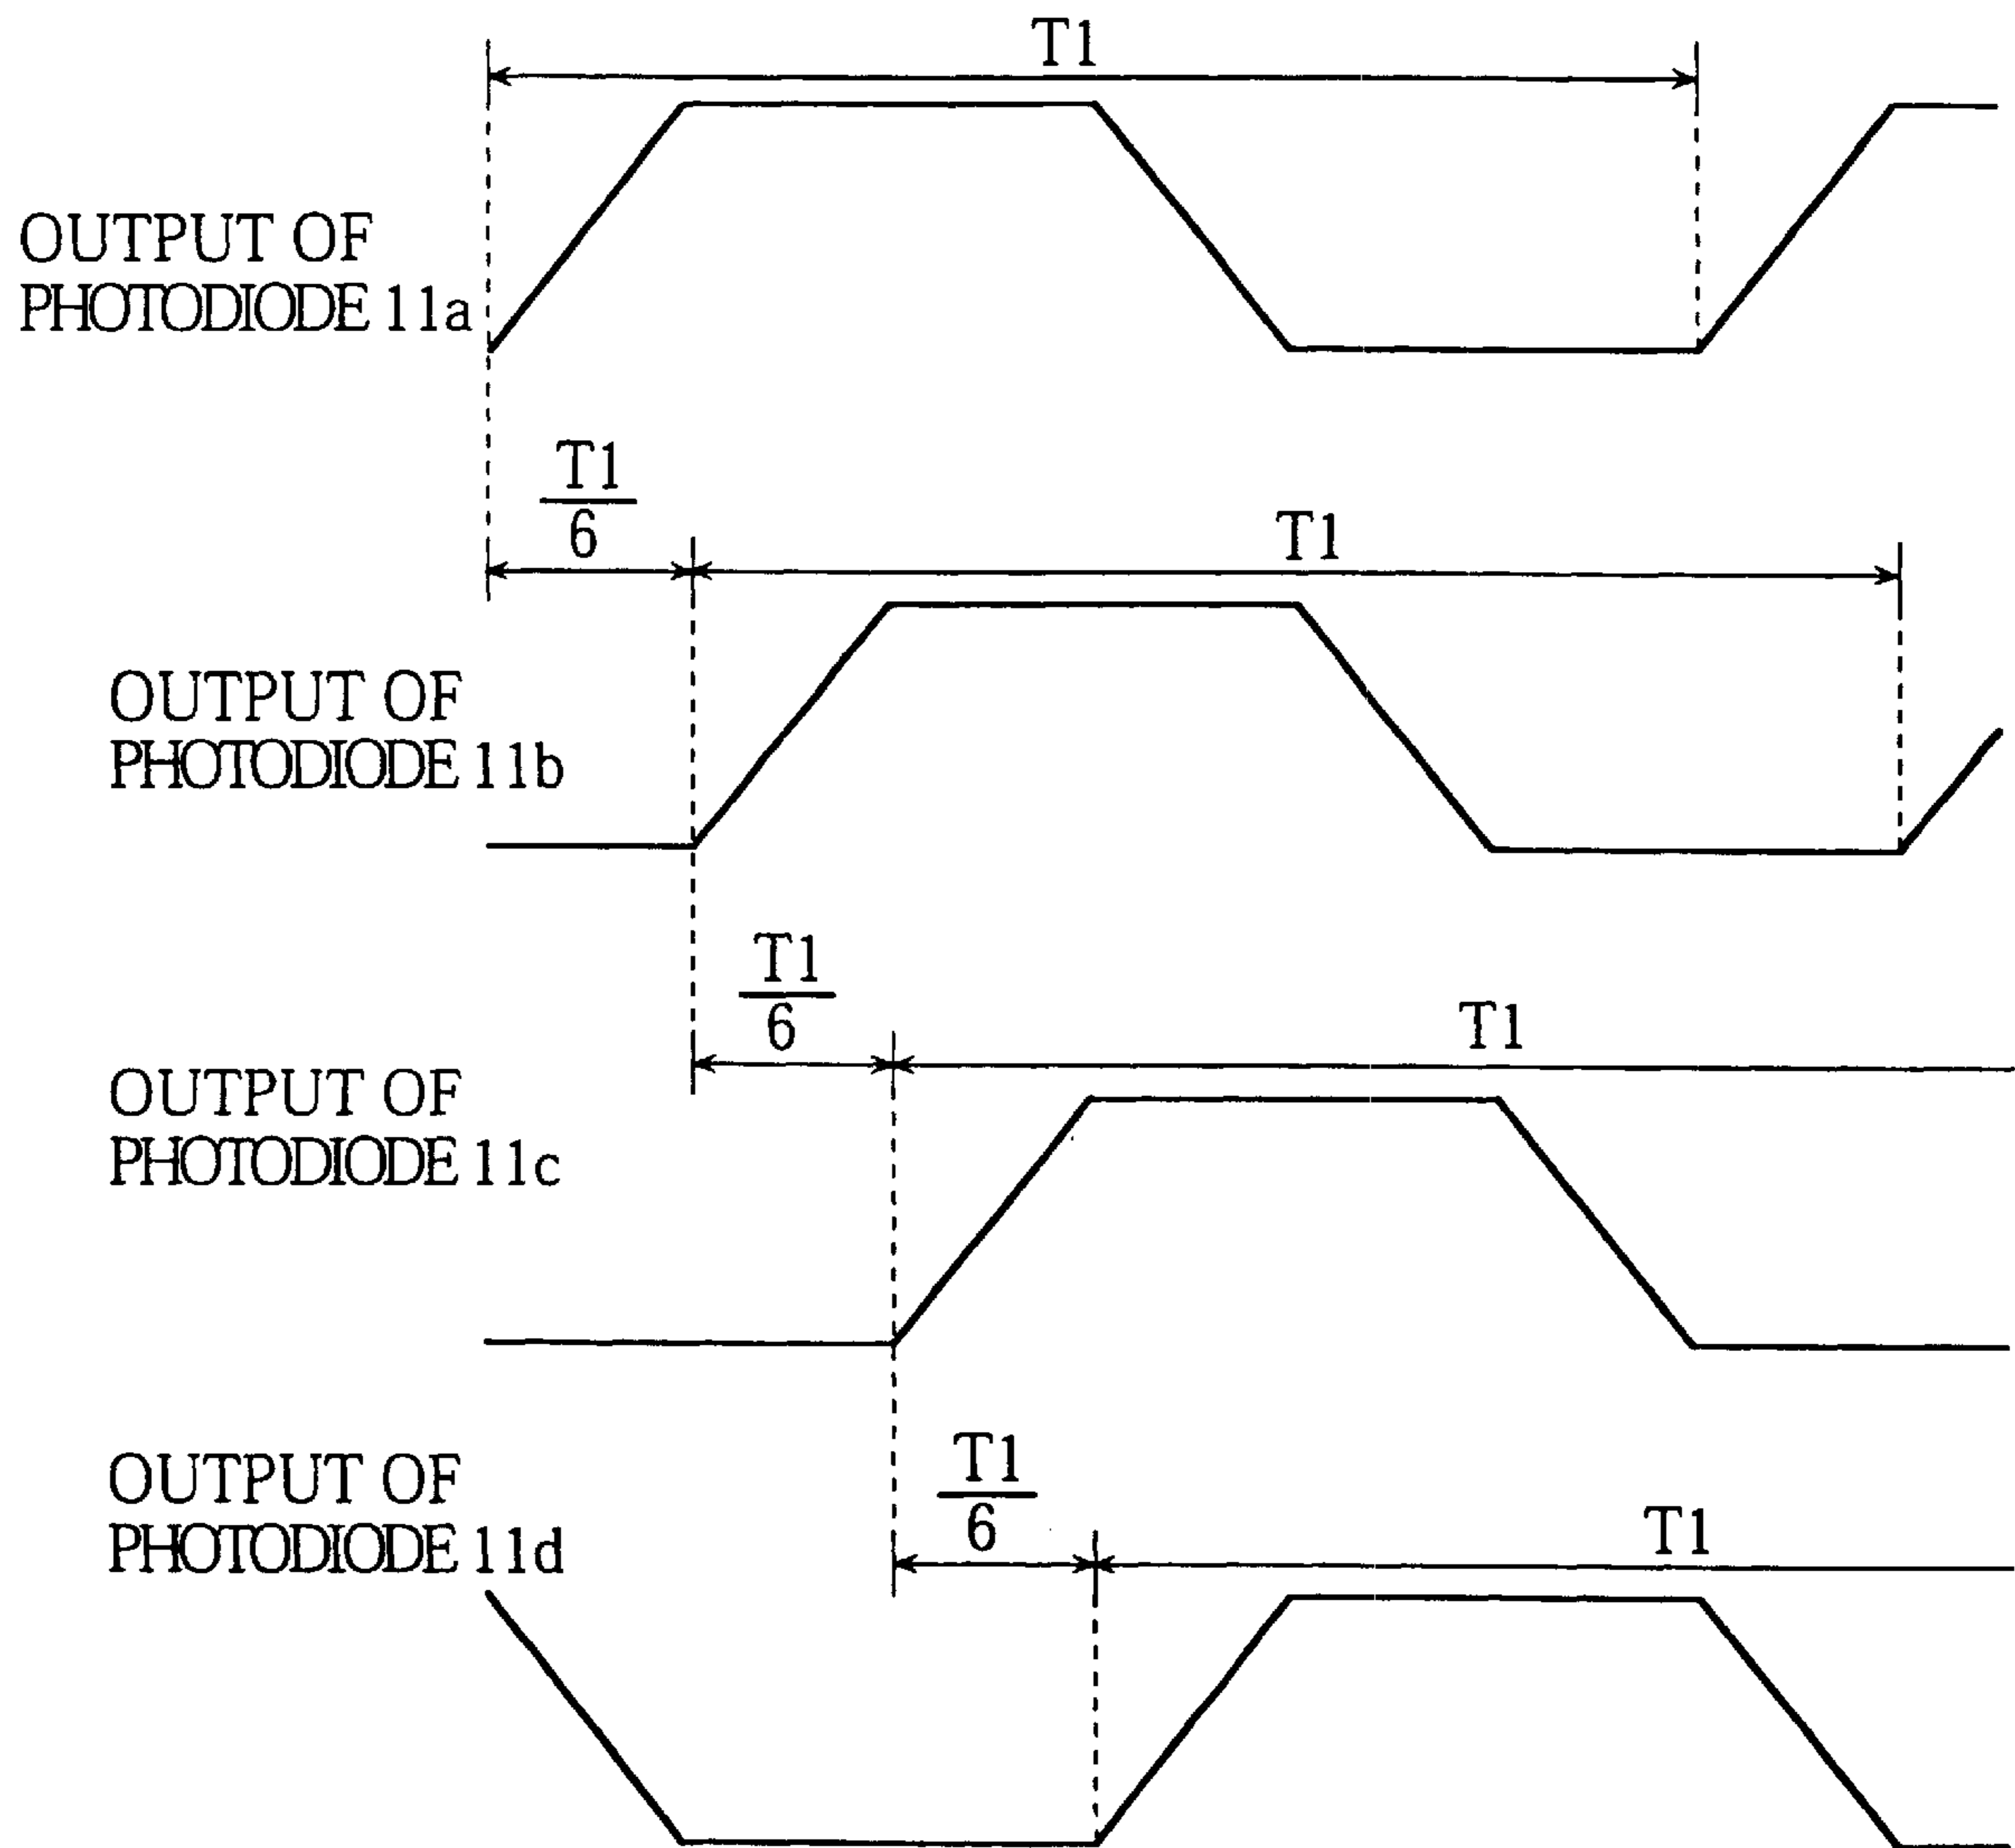 T1
OUTPUT OF
PHOTODIODE 11a
T1
6
T1
OUTPUT OF
PHOTODIODE 11b
T1
6
T1
OUTPUT OF
PHOTODIODE 11c
T1
6
T1
OUTPUT OF
PHOTODIODE 11d